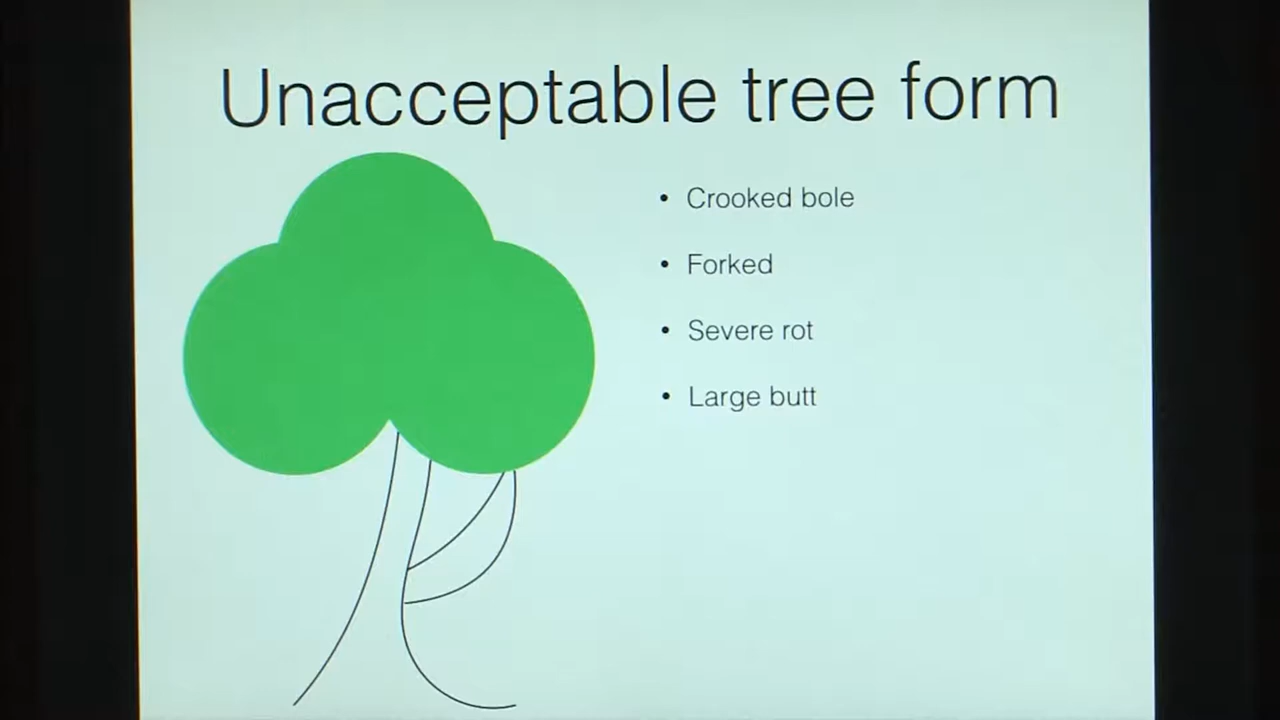 Unacceptable tree form
• Crooked bole
• Forked
• Severe rot
• Large butt